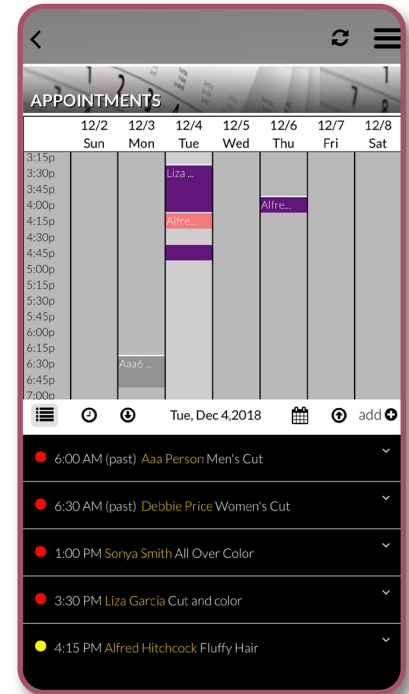 APPOINTMENTS
12/2 12/3 12/4 12/5 12/6 12/7 12/8
Sun Mon Tue Wed Thu Fri Sat
3:15p
3:30p Liza ...
3:45p
4:00p Alfre...
4:15p Alfre...
4:30p
4:45p
5:00p
5:15p
5:30p
5:45p
6:00p
6:15p
6:30p Aaa6 ...
6:45p
7:00p
Tue, Dec 4,2018 add
6:00 AM (past) Aaa Person Men's Cut
6:30 AM (past) Debbie Price Women's Cut
1:00 PM Sonya Smith All Over Color
3:30 PM Liza Garcia Cut and color
4:15 PM Alfred Hitchcock Fluffy Hair